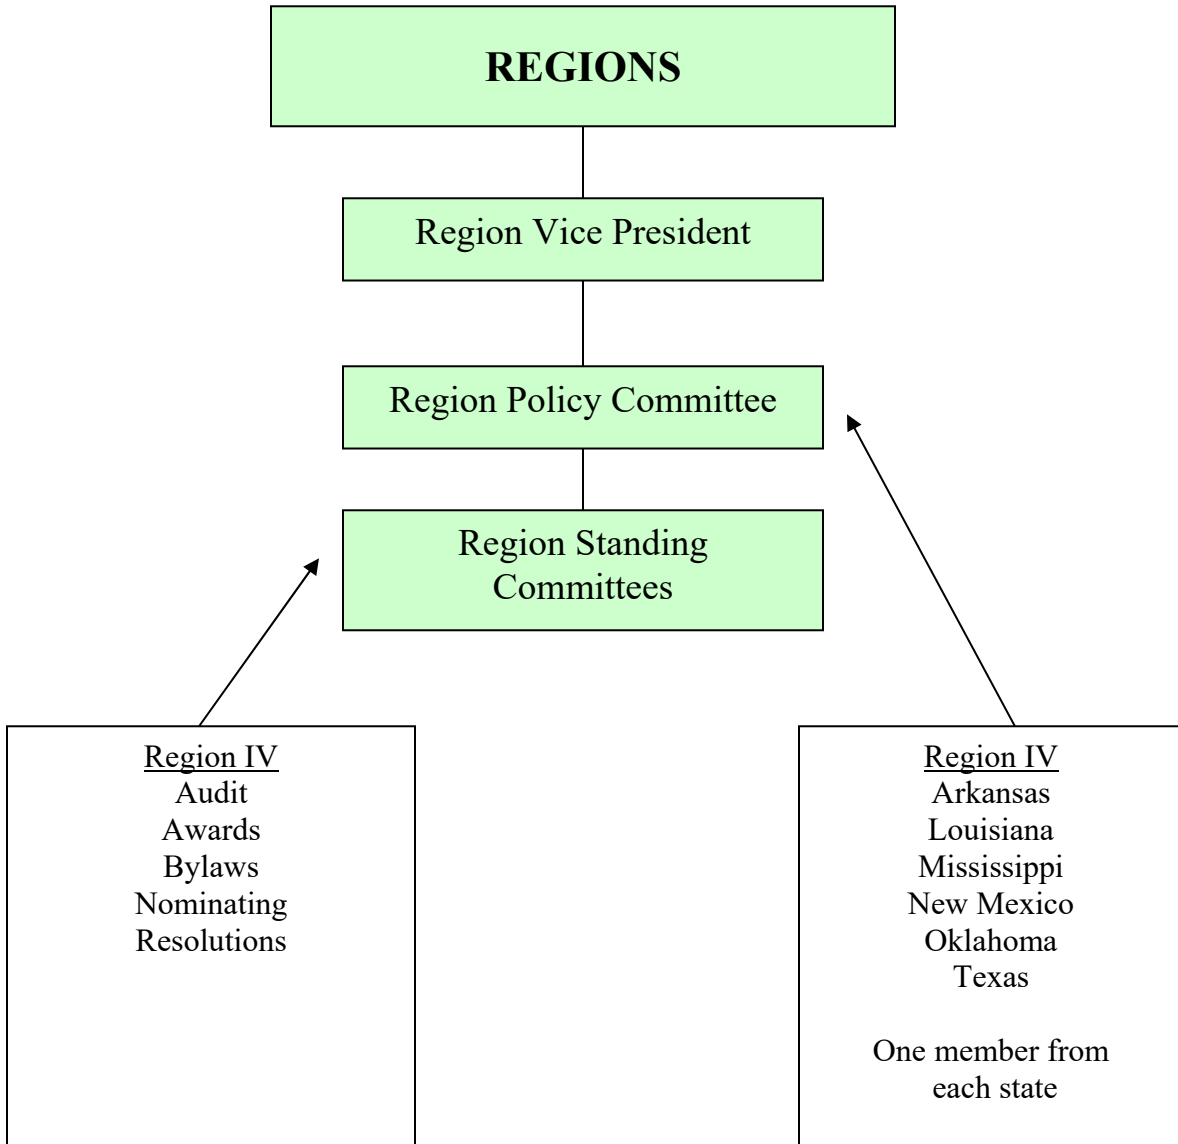 REGIONS
Region Vice President
Region Policy Committee
Region Standing
Committees
Region IV
Audit
Awards
Bylaws
Nominating
Resolutions
Region IV
Arkansas
Louisiana
Mississippi
New Mexico
Oklahoma
Texas
One member from
each state